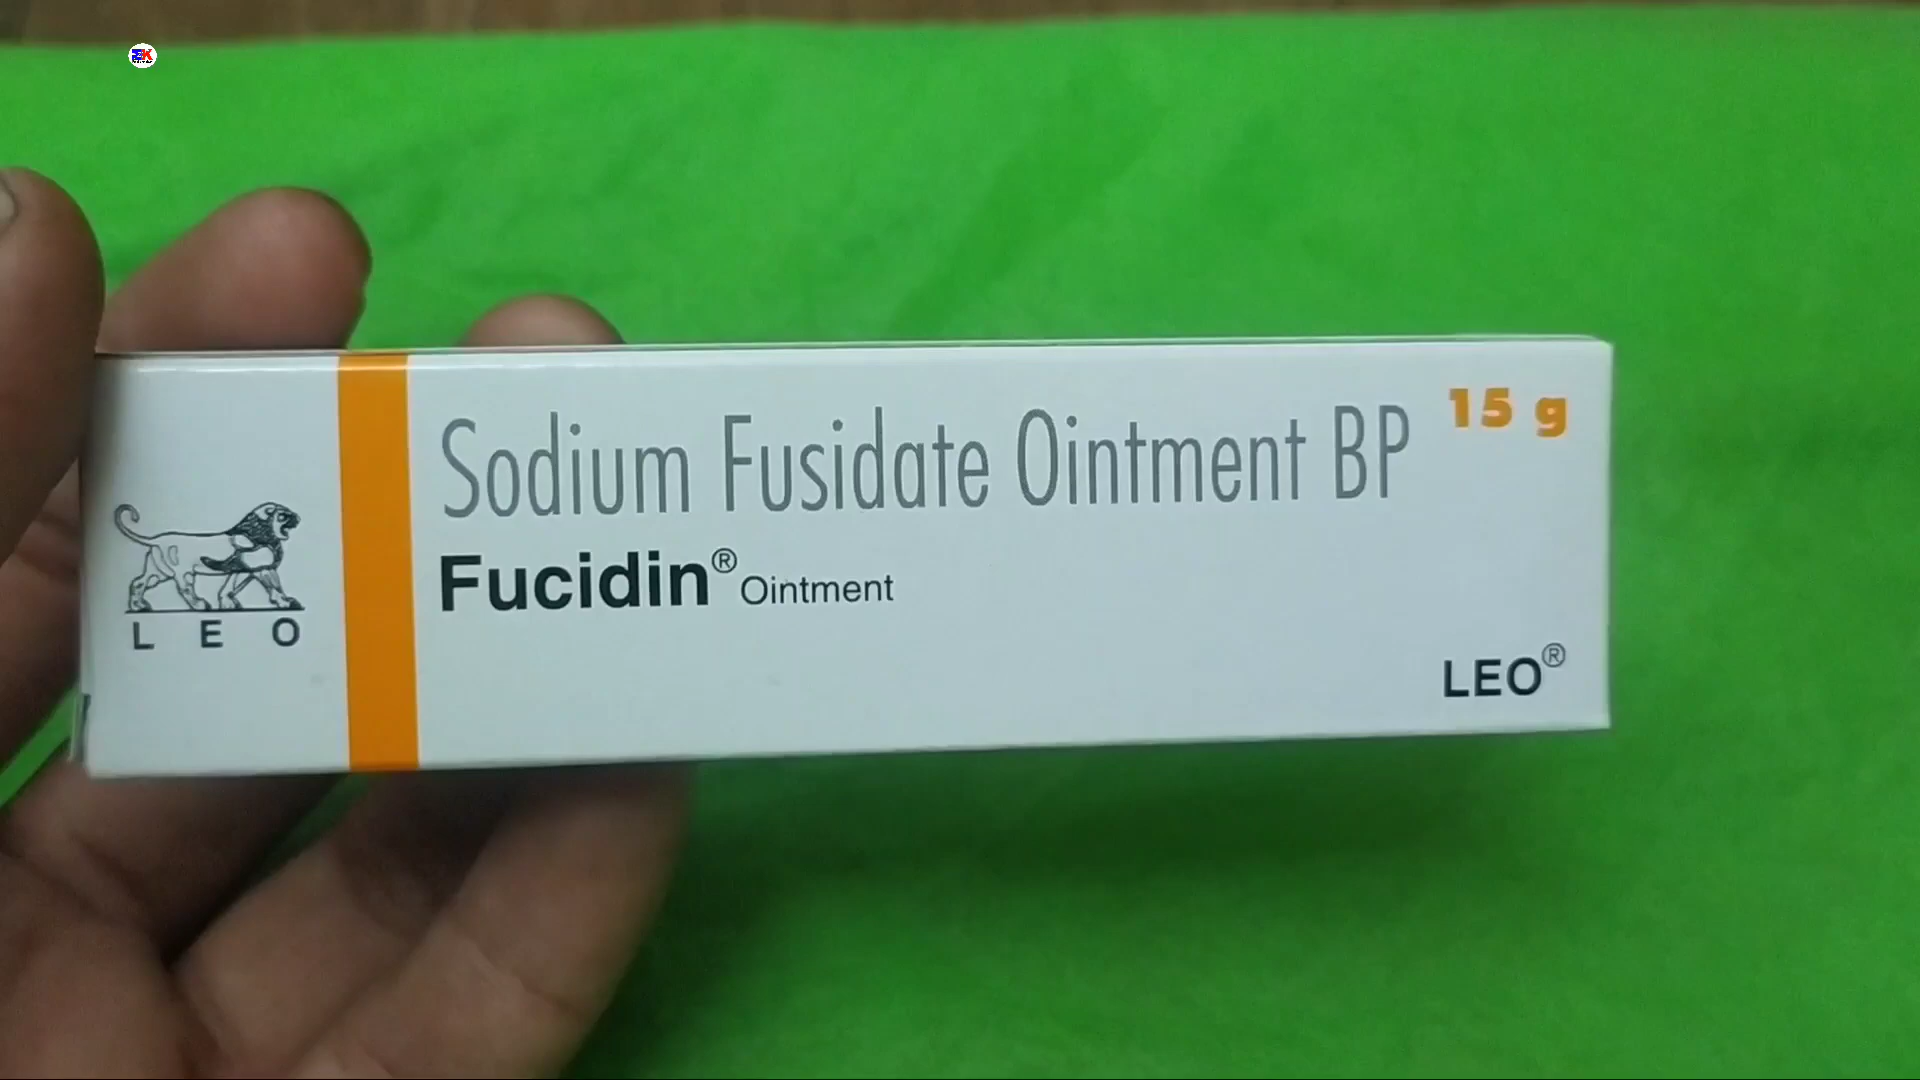 Sodium Fusidate Ointment BP 15 g
Fucidin® Ointment
L E O
LEO®